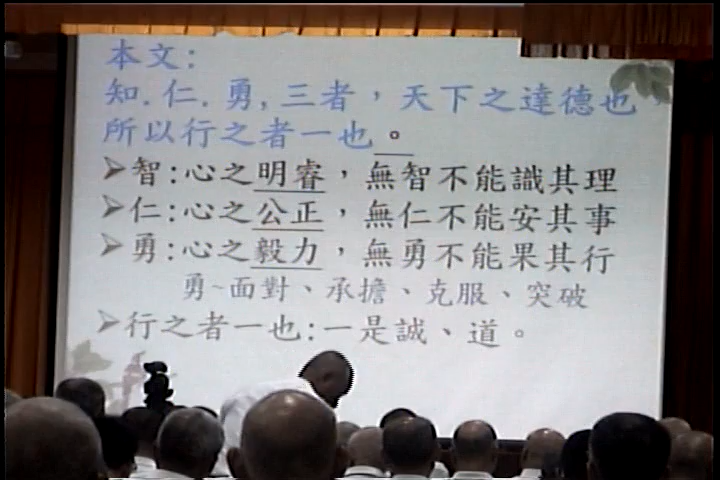 本文:
知.仁.勇,三者，天下之達德也
所以行之者一也。
➢智:心之明睿，無智不能識其理
➢仁:心之公正，無仁不能安其事
➢勇:心之毅力，無勇不能果其行
勇~面對、承擔、克服、突破
➢行之者一也:一是誠、道。